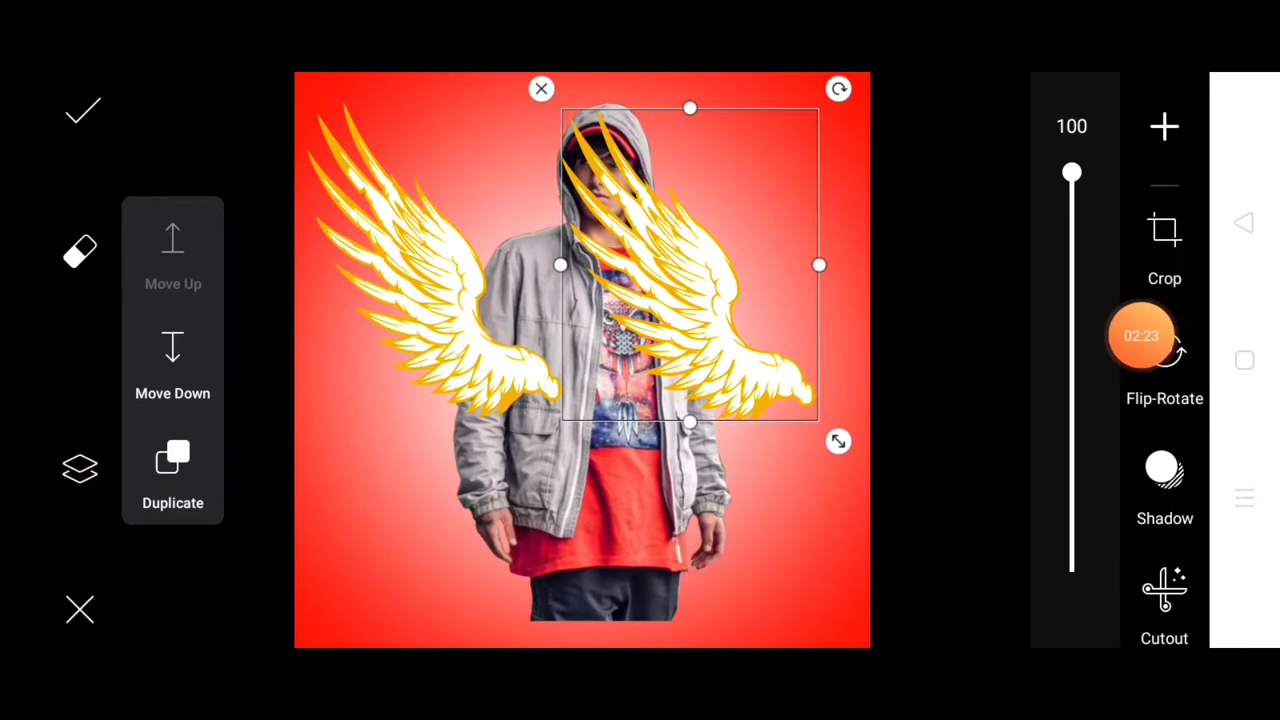 100
Move Up
Crop
02:23
Move Down
Flip-Rotate
Duplicate
Shadow
Cutout